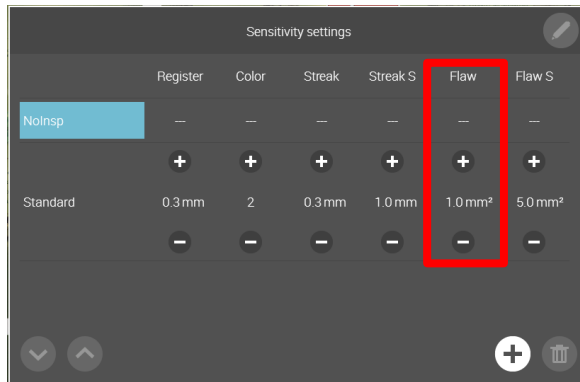 Sensitivity settings
Register Color Streak Streak S Flaw Flaw S
NoInsp --- --- --- --- --- ---
Standard 0.3 mm 2 0.3 mm 1.0 mm 1.0 mm² 5.0 mm²